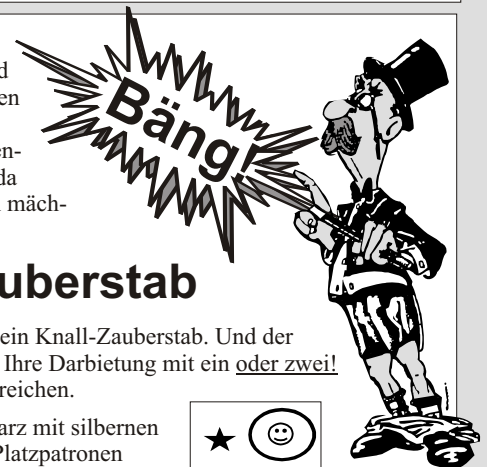 d
en
en-
da
mäch-
Bäng!
uberstab
ein Knall-Zauberstab. Und der
Ihre Darbietung mit ein oder zwei!
reichen.
arz mit silbernen
Platzpatronen